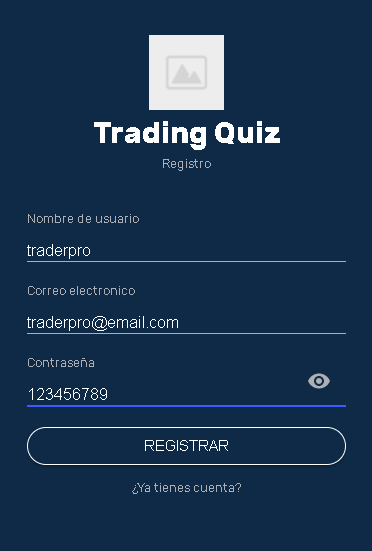 Trading Quiz
Registro
Nombre de usuario
traderpro
Correo electronico
traderpro@email.com
Contraseña
123456789
REGISTRAR
¿Ya tienes cuenta?